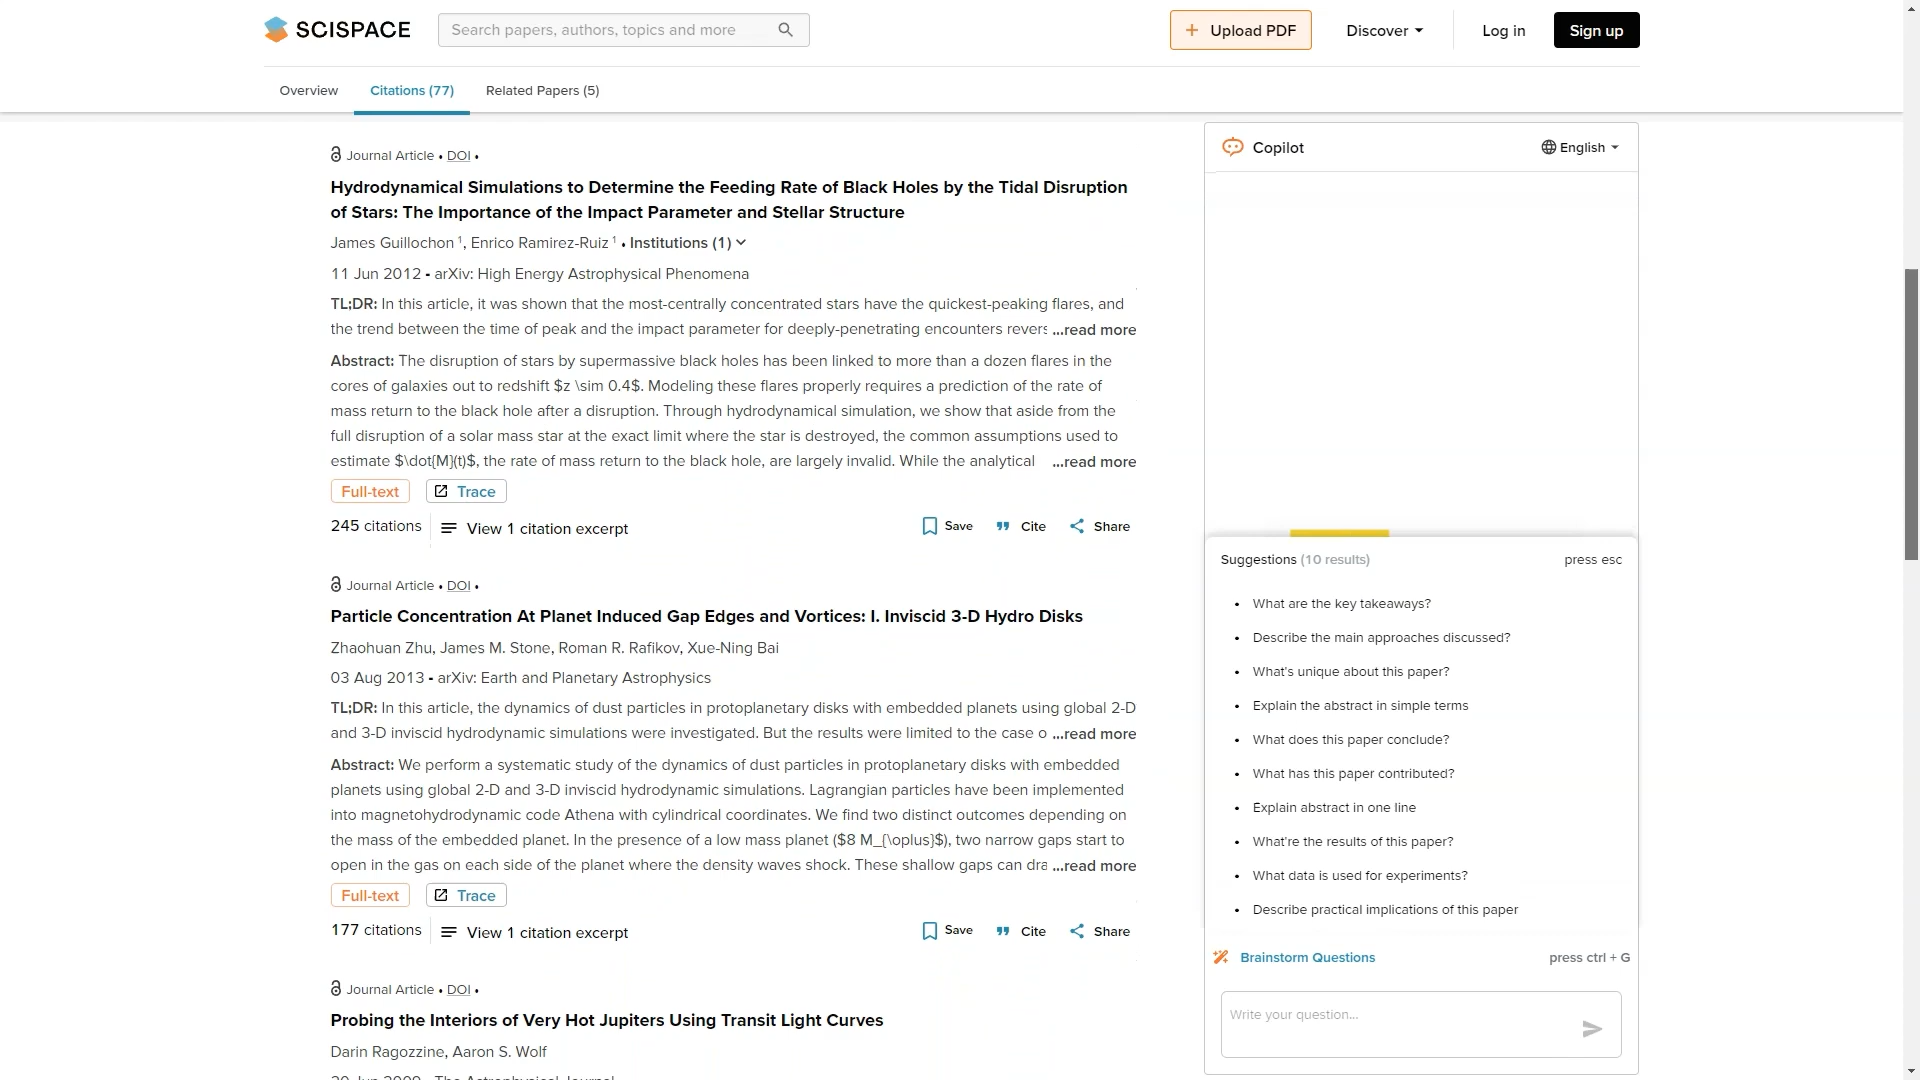 SCISPACE
Search papers, authors, topics and more
+ Upload PDF
Discover
Log in
Sign up
Overview
Citations (77)
Related Papers (5)
Journal Article • DOI •
Hydrodynamical Simulations to Determine the Feeding Rate of Black Holes by the Tidal Disruption
of Stars: The Importance of the Impact Parameter and Stellar Structure
James Guillochon 1, Enrico Ramirez-Ruiz 1 • Institutions (1)
11 Jun 2012 - arXiv: High Energy Astrophysical Phenomena
TL;DR: In this article, it was shown that the most-centrally concentrated stars have the quickest-peaking flares, and
the trend between the time of peak and the impact parameter for deeply-penetrating encounters revers ...read more
Abstract: The disruption of stars by supermassive black holes has been linked to more than a dozen flares in the
cores of galaxies out to redshift $z \sim 0.4$. Modeling these flares properly requires a prediction of the rate of
mass return to the black hole after a disruption. Through hydrodynamical simulation, we show that aside from the
full disruption of a solar mass star at the exact limit where the star is destroyed, the common assumptions used to
estimate $\dot{M}(t)$, the rate of mass return to the black hole, are largely invalid. While the analytical ...read more
Full-text
Trace
245 citations
View 1 citation excerpt
Save
Cite
Share
Journal Article • DOI •
Particle Concentration At Planet Induced Gap Edges and Vortices: I. Inviscid 3-D Hydro Disks
Zhaohuan Zhu, James M. Stone, Roman R. Rafikov, Xue-Ning Bai
03 Aug 2013 - arXiv: Earth and Planetary Astrophysics
TL;DR: In this article, the dynamics of dust particles in protoplanetary disks with embedded planets using global 2-D
and 3-D inviscid hydrodynamic simulations were investigated. But the results were limited to the case o ...read more
Abstract: We perform a systematic study of the dynamics of dust particles in protoplanetary disks with embedded
planets using global 2-D and 3-D inviscid hydrodynamic simulations. Lagrangian particles have been implemented
into magnetohydrodynamic code Athena with cylindrical coordinates. We find two distinct outcomes depending on
the mass of the embedded planet. In the presence of a low mass planet ($8 M_{\oplus}$), two narrow gaps start to
open in the gas on each side of the planet where the density waves shock. These shallow gaps can dra ...read more
Full-text
Trace
177 citations
View 1 citation excerpt
Save
Cite
Share
Journal Article • DOI •
Probing the Interiors of Very Hot Jupiters Using Transit Light Curves
Darin Ragozzine, Aaron S. Wolf
20 Jun 2009 - The Astrophysical Journal
Copilot
English
Suggestions (10 results)
press esc
• What are the key takeaways?
• Describe the main approaches discussed?
• What's unique about this paper?
• Explain the abstract in simple terms
• What does this paper conclude?
• What has this paper contributed?
• Explain abstract in one line
• What're the results of this paper?
• What data is used for experiments?
• Describe practical implications of this paper
Brainstorm Questions
press ctrl + G
Write your question...